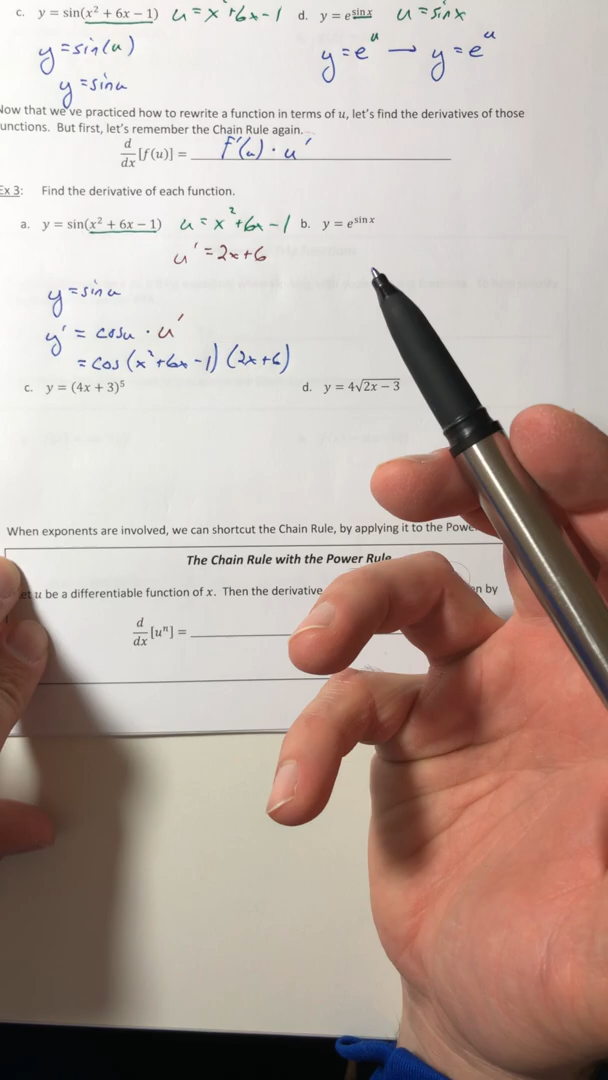 c. y = sin(x² + 6x − 1) u = x² + 6x − 1 d. y = e^{sin x} u = sin x
y = sin(u) y = e^u → y = e^u
y = sin u
Now that we've practiced how to rewrite a function in terms of u, let's find the derivatives of those
functions. But first, let's remember the Chain Rule again.
d/dx [f(u)] = f'(u) · u'
Ex 3: Find the derivative of each function.
a. y = sin(x² + 6x − 1) u = x² + 6x − 1 b. y = e^{sin x}
u' = 2x + 6
y = sin u
y' = cos u · u'
= cos(x² + 6x − 1)(2x + 6)
c. y = (4x + 3)⁵ d. y = 4√(2x − 3)
When exponents are involved, we can shortcut the Chain Rule, by applying it to the
The Chain Rule with the Power Rule
u be a differentiable function of x. Then the derivative by
d/dx [uⁿ] =